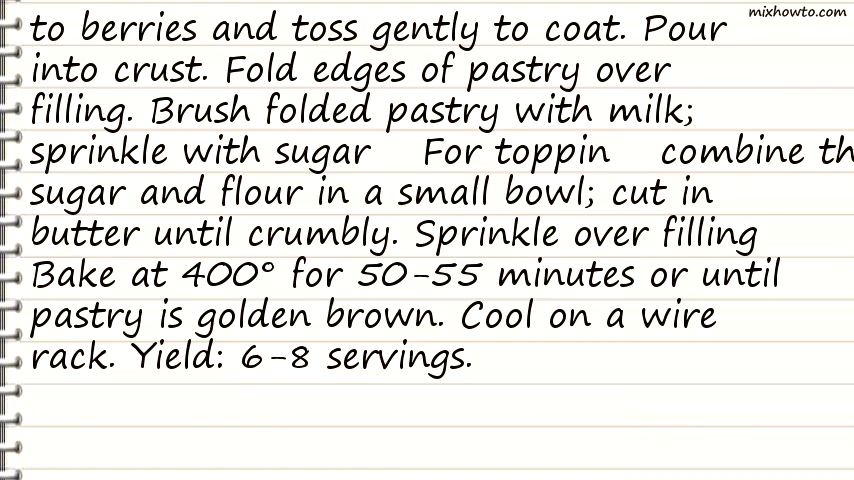 mixhowto.com
to berries and toss gently to coat. Pour
into crust. Fold edges of pastry over
filling. Brush folded pastry with milk;
sprinkle with sugar For toppin combine th
sugar and flour in a small bowl; cut in
butter until crumbly. Sprinkle over filling
Bake at 400° for 50-55 minutes or until
pastry is golden brown. Cool on a wire
rack. Yield: 6-8 servings.